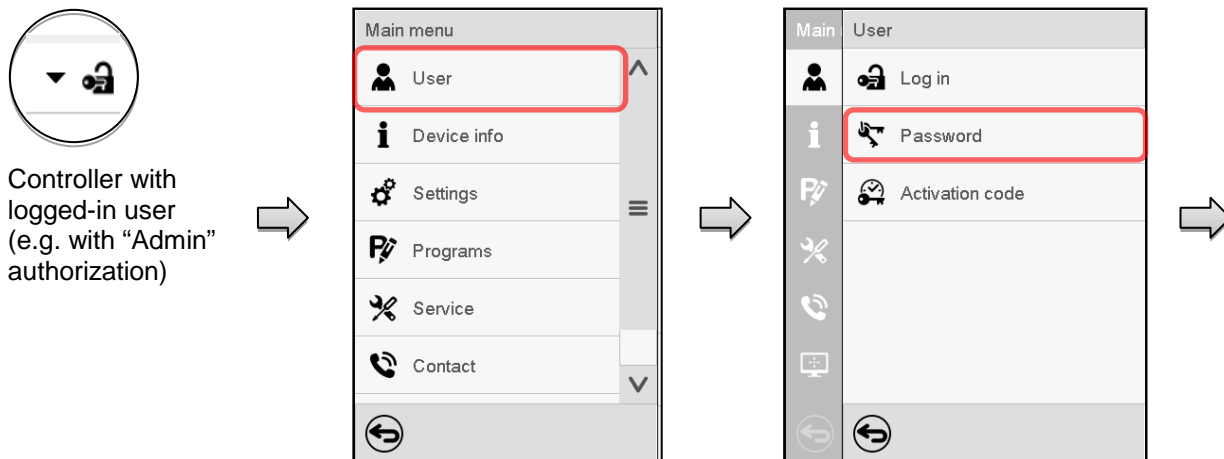 Controller with
logged-in user
(e.g. with “Admin”
authorization)
Main menu
User
Device info
Settings
Programs
Service
Contact
Main
User
Log in
Password
Activation code